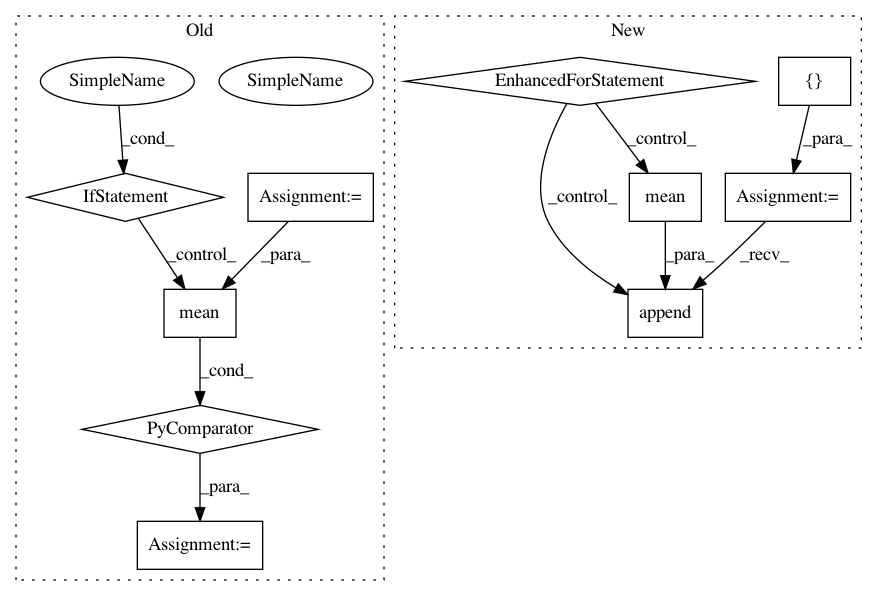 Old
New
SimpleName
SimpleName
EnhancedForStatement
{}
_cond_
_control_
_para_
IfStatement
Assignment:=
_control_
mean
Assignment:=
_control_
_para_
_para_
_recv_
mean
append
_cond_
PyComparator
_para_
Assignment:=